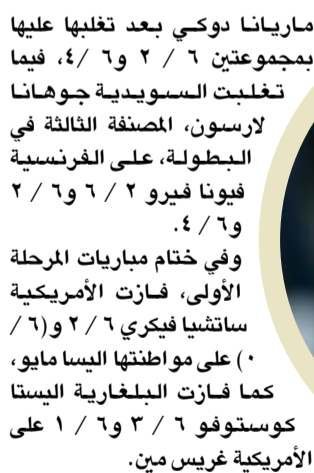 ماريانا دوكي بعد تغلبها عليها
بمجموعتين ٦ / ٢ و٦ /٤، فيما
تغلبت السويدية جوهانا
لارسون، المصنفة الثالثة في
البطولة، على الفرنسية
فيونا فيرو ٢ / ٦ و٦ / ٢
و٦ / ٤.
وفي ختام مباريات المرحلة
الأولى، فازت الأمريكية
ساتشيا فيكري ٦ / ٢ و(٦ /
٠) على مواطنتها اليسا مايو،
كما فازت البلغارية اليستا
كوستوفو ٦ / ٣ و٦ / ١ على
الأمريكية غريس مين.